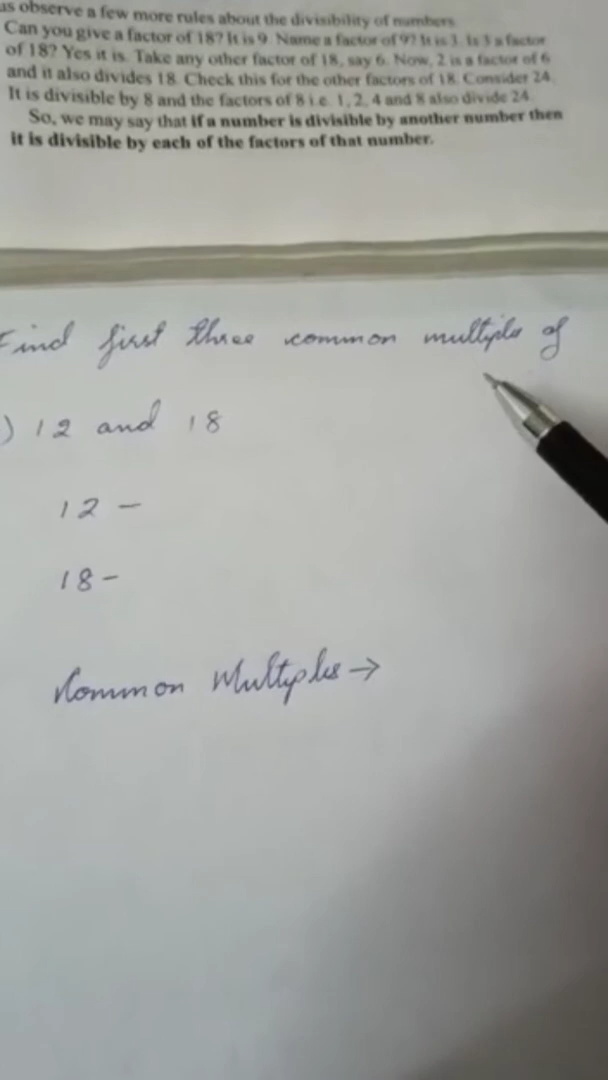 us observe a few more rules about the divisibility of numbers
Can you give a factor of 18? It is 9. Name a factor of 9? It is 3. Is 3 a factor
of 18? Yes it is. Take any other factor of 18, say 6. Now, 2 is a factor of 6
and it also divides 18. Check this for the other factors of 18. Consider 24.
It is divisible by 8 and the factors of 8 i.e. 1, 2, 4 and 8 also divide 24.
So, we may say that if a number is divisible by another number then
it is divisible by each of the factors of that number.
Find first three common multiples of
) 12 and 18
12 -
18 -
Common Multiples →